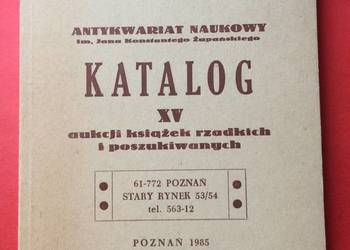 ANTYKWARIAT NAUKOWY
im. Jana Konstantego Żupańskiego
KATALOG
XV
aukcji książek rzadkich
i poszukiwanych
61-772 POZNAŃ
STARY RYNEK 53/54
tel. 563-12
POZNAŃ 1985